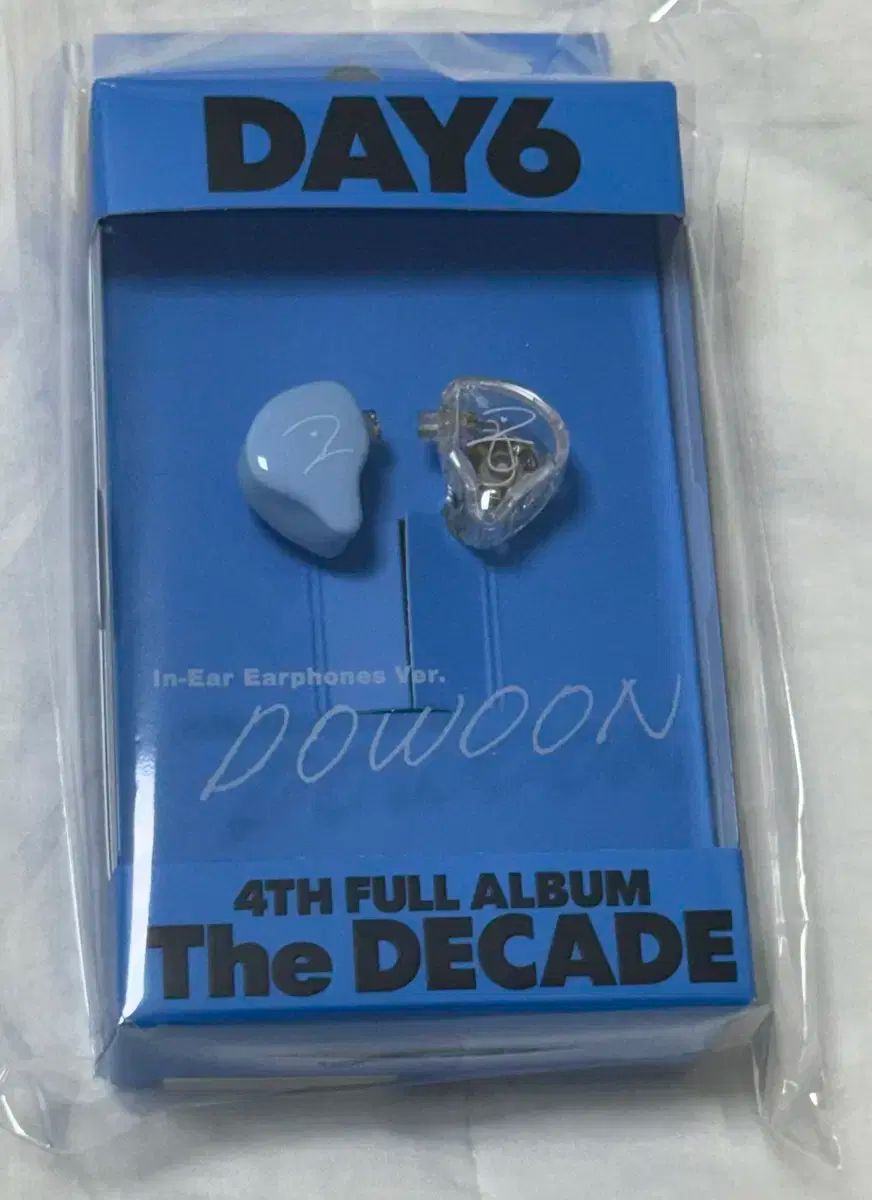 DAY6
In-Ear Earphones Ver.
DOWOON
4TH FULL ALBUM
The DECADE